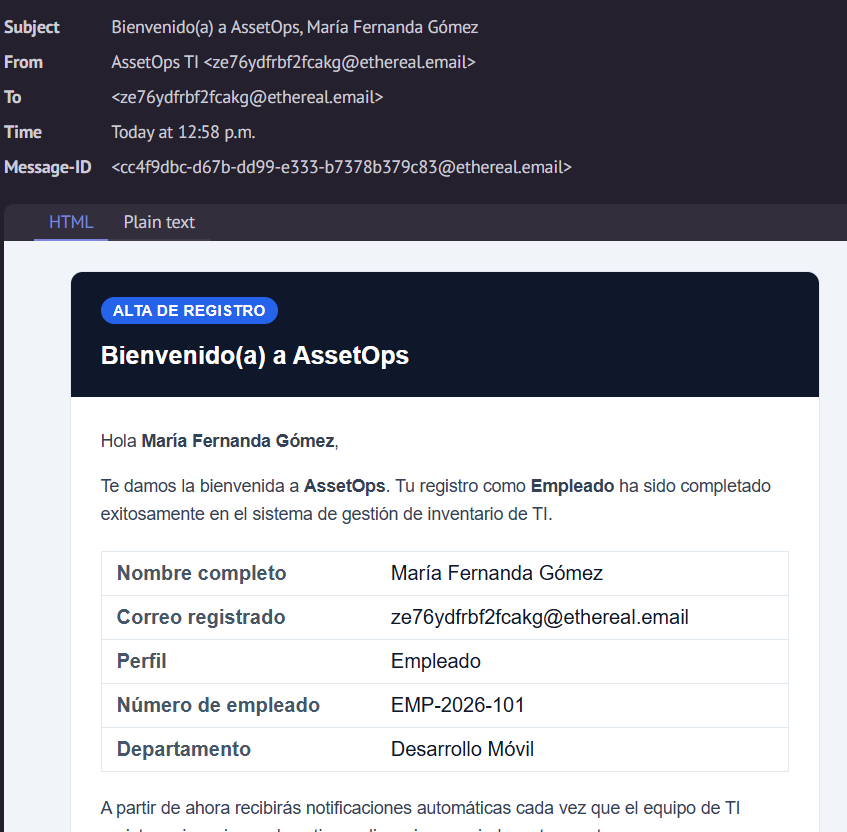 Subject Bienvenido(a) a AssetOps, María Fernanda Gómez
From AssetOps TI <ze76ydfrbf2fcakg@ethereal.email>
To <ze76ydfrbf2fcakg@ethereal.email>
Time Today at 12:58 p.m.
Message-ID <cc4f9dbc-d67b-dd99-e333-b7378b379c83@ethereal.email>
HTML Plain text
ALTA DE REGISTRO
Bienvenido(a) a AssetOps
Hola María Fernanda Gómez,
Te damos la bienvenida a AssetOps. Tu registro como Empleado ha sido completado
exitosamente en el sistema de gestión de inventario de TI.
Nombre completo María Fernanda Gómez
Correo registrado ze76ydfrbf2fcakg@ethereal.email
Perfil Empleado
Número de empleado EMP-2026-101
Departamento Desarrollo Móvil
A partir de ahora recibirás notificaciones automáticas cada vez que el equipo de TI